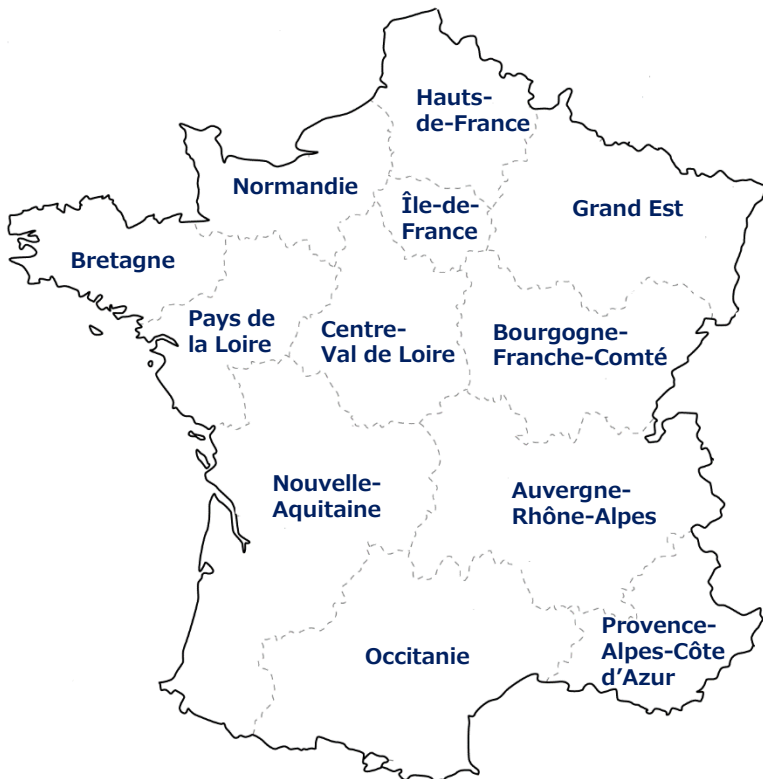 Hauts-
de-France
Normandie
Île-de-
France
Grand Est
Bretagne
Pays de
la Loire
Centre-
Val de Loire
Bourgogne-
Franche-Comté
Nouvelle-
Aquitaine
Auvergne-
Rhône-Alpes
Occitanie
Provence-
Alpes-Côte
d’Azur